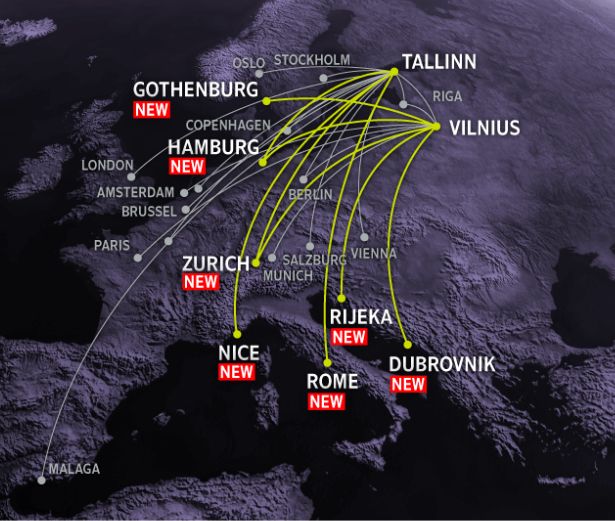 OSLO
STOCKHOLM
TALLINN
GOTHENBURG
NEW
RIGA
COPENHAGEN
VILNIUS
HAMBURG
NEW
LONDON
AMSTERDAM
BERLIN
BRUSSEL
PARIS
ZURICH
NEW
MUNICH
SALZBURG
VIENNA
RIJEKA
NEW
NICE
NEW
ROME
NEW
DUBROVNIK
NEW
MALAGA